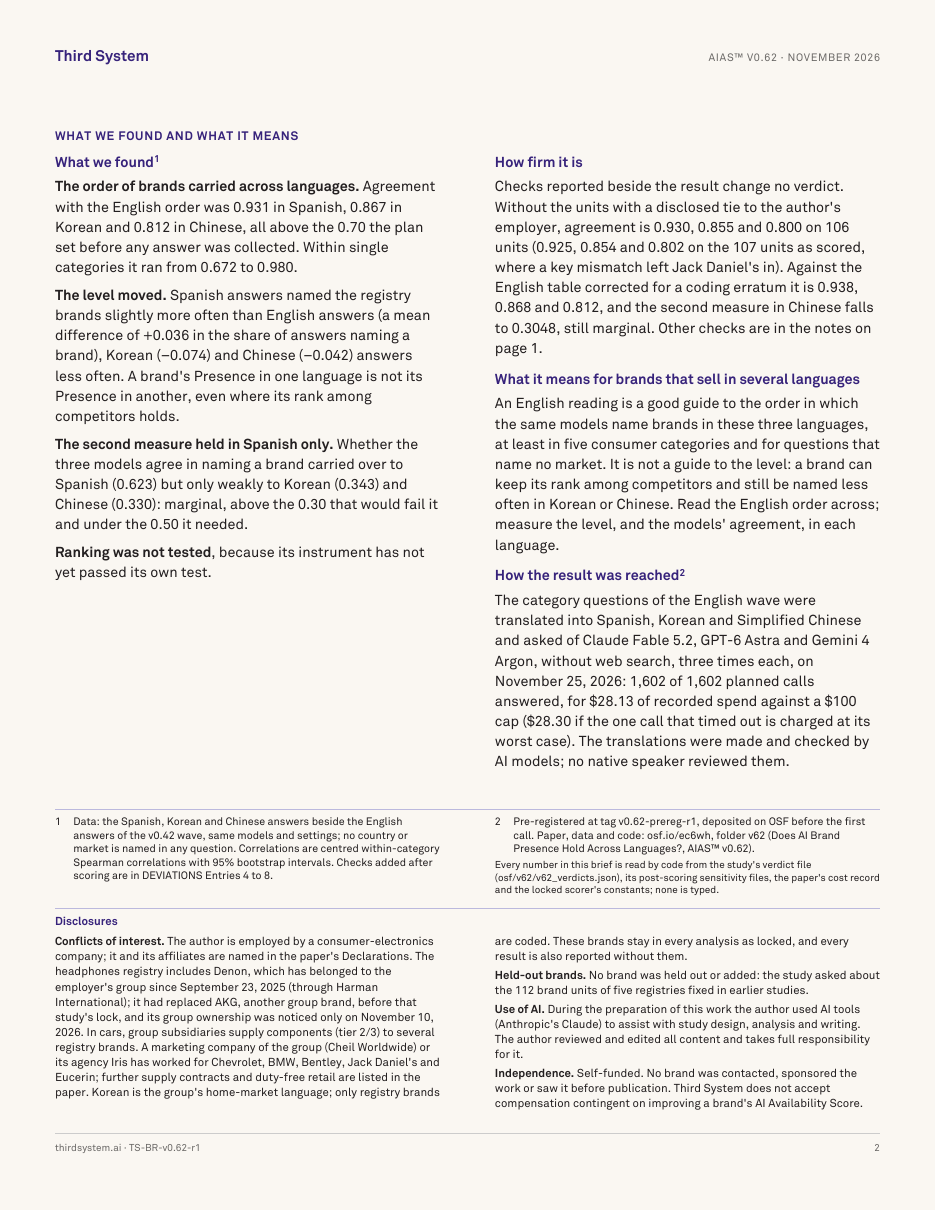 Third System
AIAS™ V0.62 · NOVEMBER 2026
WHAT WE FOUND AND WHAT IT MEANS
What we found1
The order of brands carried across languages. Agreement
with the English order was 0.931 in Spanish, 0.867 in
Korean and 0.812 in Chinese, all above the 0.70 the plan
set before any answer was collected. Within single
categories it ran from 0.672 to 0.980.
The level moved. Spanish answers named the registry
brands slightly more often than English answers (a mean
difference of +0.036 in the share of answers naming a
brand), Korean (−0.074) and Chinese (−0.042) answers
less often. A brand's Presence in one language is not its
Presence in another, even where its rank among
competitors holds.
The second measure held in Spanish only. Whether the
three models agree in naming a brand carried over to
Spanish (0.623) but only weakly to Korean (0.343) and
Chinese (0.330): marginal, above the 0.30 that would fail it
and under the 0.50 it needed.
Ranking was not tested, because its instrument has not
yet passed its own test.
How firm it is
Checks reported beside the result change no verdict.
Without the units with a disclosed tie to the author's
employer, agreement is 0.930, 0.855 and 0.800 on 106
units (0.925, 0.854 and 0.802 on the 107 units as scored,
where a key mismatch left Jack Daniel's in). Against the
English table corrected for a coding erratum it is 0.938,
0.868 and 0.812, and the second measure in Chinese falls
to 0.3048, still marginal. Other checks are in the notes on
page 1.
What it means for brands that sell in several languages
An English reading is a good guide to the order in which
the same models name brands in these three languages,
at least in five consumer categories and for questions that
name no market. It is not a guide to the level: a brand can
keep its rank among competitors and still be named less
often in Korean or Chinese. Read the English order across;
measure the level, and the models' agreement, in each
language.
How the result was reached2
The category questions of the English wave were
translated into Spanish, Korean and Simplified Chinese
and asked of Claude Fable 5.2, GPT-6 Astra and Gemini 4
Argon, without web search, three times each, on
November 25, 2026: 1,602 of 1,602 planned calls
answered, for $28.13 of recorded spend against a $100
cap ($28.30 if the one call that timed out is charged at its
worst case). The translations were made and checked by
AI models; no native speaker reviewed them.
1 Data: the Spanish, Korean and Chinese answers beside the English
answers of the v0.42 wave, same models and settings; no country or
market is named in any question. Correlations are centred within-category
Spearman correlations with 95% bootstrap intervals. Checks added after
scoring are in DEVIATIONS Entries 4 to 8.
2 Pre-registered at tag v0.62-prereg-r1, deposited on OSF before the first
call. Paper, data and code: osf.io/ec6wh, folder v62 (Does AI Brand
Presence Hold Across Languages?, AIAS™ v0.62).
Every number in this brief is read by code from the study's verdict file
(osf/v62/v62_verdicts.json), its post-scoring sensitivity files, the paper's cost record
and the locked scorer's constants; none is typed.
Disclosures
Conflicts of interest. The author is employed by a consumer-electronics
company; it and its affiliates are named in the paper's Declarations. The
headphones registry includes Denon, which has belonged to the
employer's group since September 23, 2025 (through Harman
International); it had replaced AKG, another group brand, before that
study's lock, and its group ownership was noticed only on November 10,
2026. In cars, group subsidiaries supply components (tier 2/3) to several
registry brands. A marketing company of the group (Cheil Worldwide) or
its agency Iris has worked for Chevrolet, BMW, Bentley, Jack Daniel's and
Eucerin; further supply contracts and duty-free retail are listed in the
paper. Korean is the group's home-market language; only registry brands
are coded. These brands stay in every analysis as locked, and every
result is also reported without them.
Held-out brands. No brand was held out or added: the study asked about
the 112 brand units of five registries fixed in earlier studies.
Use of AI. During the preparation of this work the author used AI tools
(Anthropic's Claude) to assist with study design, analysis and writing.
The author reviewed and edited all content and takes full responsibility
for it.
Independence. Self-funded. No brand was contacted, sponsored the
work or saw it before publication. Third System does not accept
compensation contingent on improving a brand's AI Availability Score.
thirdsystem.ai · TS-BR-v0.62-r1
2